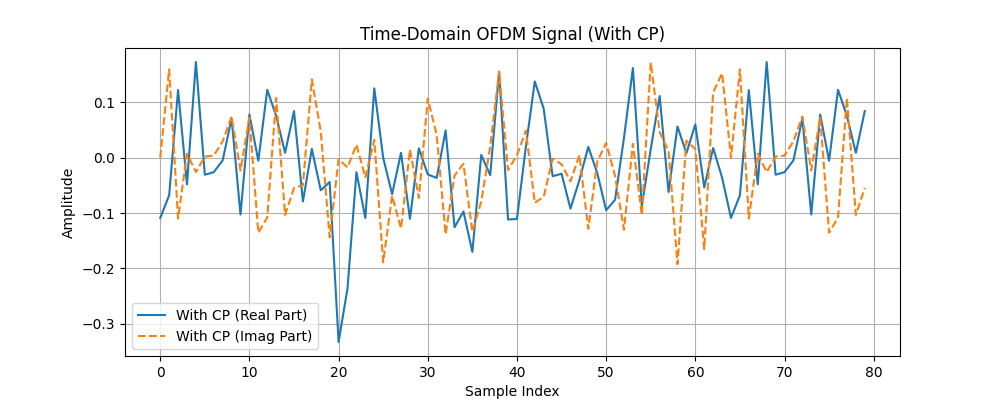 Time-Domain OFDM Signal (With CP)
Amplitude
0.1
0.0
−0.1
−0.2
−0.3
With CP (Real Part)
With CP (Imag Part)
0 10 20 30 40 50 60 70 80
Sample Index